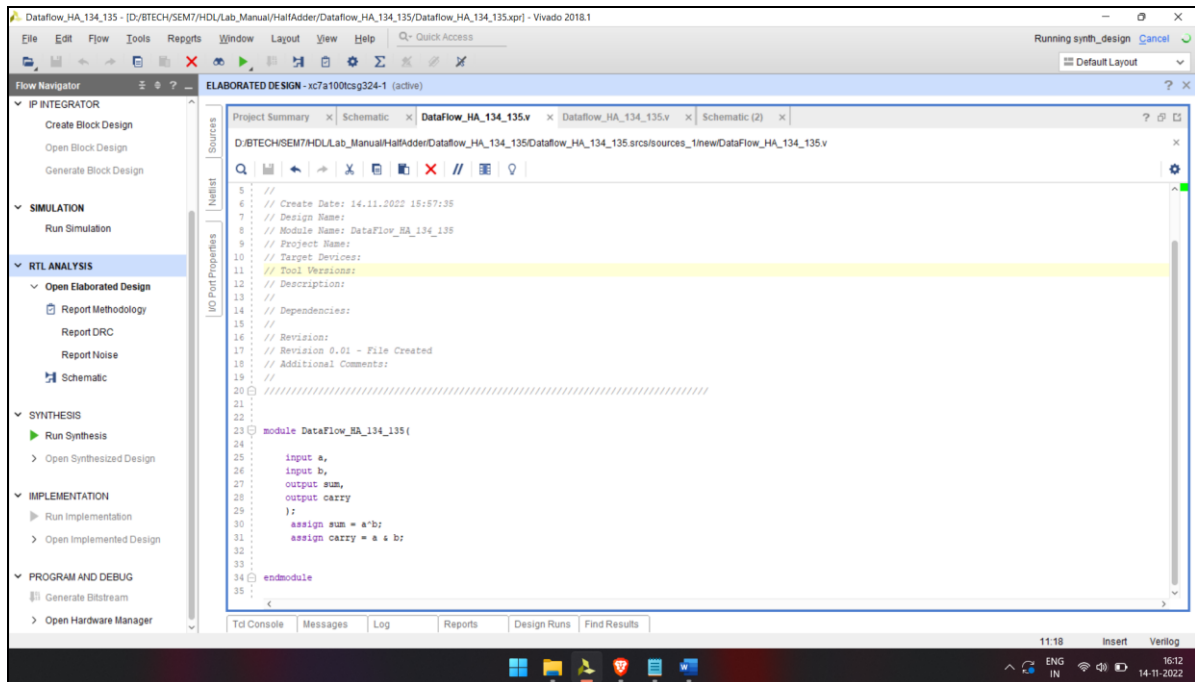 Dataflow_HA_134_135 - [D:/BTECH/SEM7/HDL/Lab_Manual/HalfAdder/Dataflow_HA_134_135/Dataflow_HA_134_135.xpr] - Vivado 2018.1
File Edit Flow Tools Reports Window Layout View Help Q- Quick Access Running synth_design Cancel
Default Layout
Flow Navigator
ELABORATED DESIGN - xc7a100tcsg324-1 (active)
IP INTEGRATOR
Create Block Design
Open Block Design
Generate Block Design
SIMULATION
Run Simulation
RTL ANALYSIS
Open Elaborated Design
Report Methodology
Report DRC
Report Noise
Schematic
SYNTHESIS
Run Synthesis
Open Synthesized Design
IMPLEMENTATION
Run Implementation
Open Implemented Design
PROGRAM AND DEBUG
Generate Bitstream
Open Hardware Manager
Sources
Netlist
I/O Port Properties
Project Summary Schematic DataFlow_HA_134_135.v Dataflow_HA_134_135.v Schematic (2)
D:/BTECH/SEM7/HDL/Lab_Manual/HalfAdder/Dataflow_HA_134_135/Dataflow_HA_134_135.srcs/sources_1/new/DataFlow_HA_134_135.v
5 //
6 // Create Date: 14.11.2022 15:57:35
7 // Design Name:
8 // Module Name: DataFlow_HA_134_135
9 // Project Name:
10 // Target Devices:
11 // Tool Versions:
12 // Description:
13 //
14 // Dependencies:
15 //
16 // Revision:
17 // Revision 0.01 - File Created
18 // Additional Comments:
19 //
20 //////////////////////////////////////////////////////////////////////////////////
21
22
23 module DataFlow_HA_134_135(
24
25 input a,
26 input b,
27 output sum,
28 output carry
29 );
30 assign sum = a^b;
31 assign carry = a & b;
32
33
34 endmodule
35
Tcl Console Messages Log Reports Design Runs Find Results
11:18 Insert Verilog
ENG
IN
16:12
14-11-2022